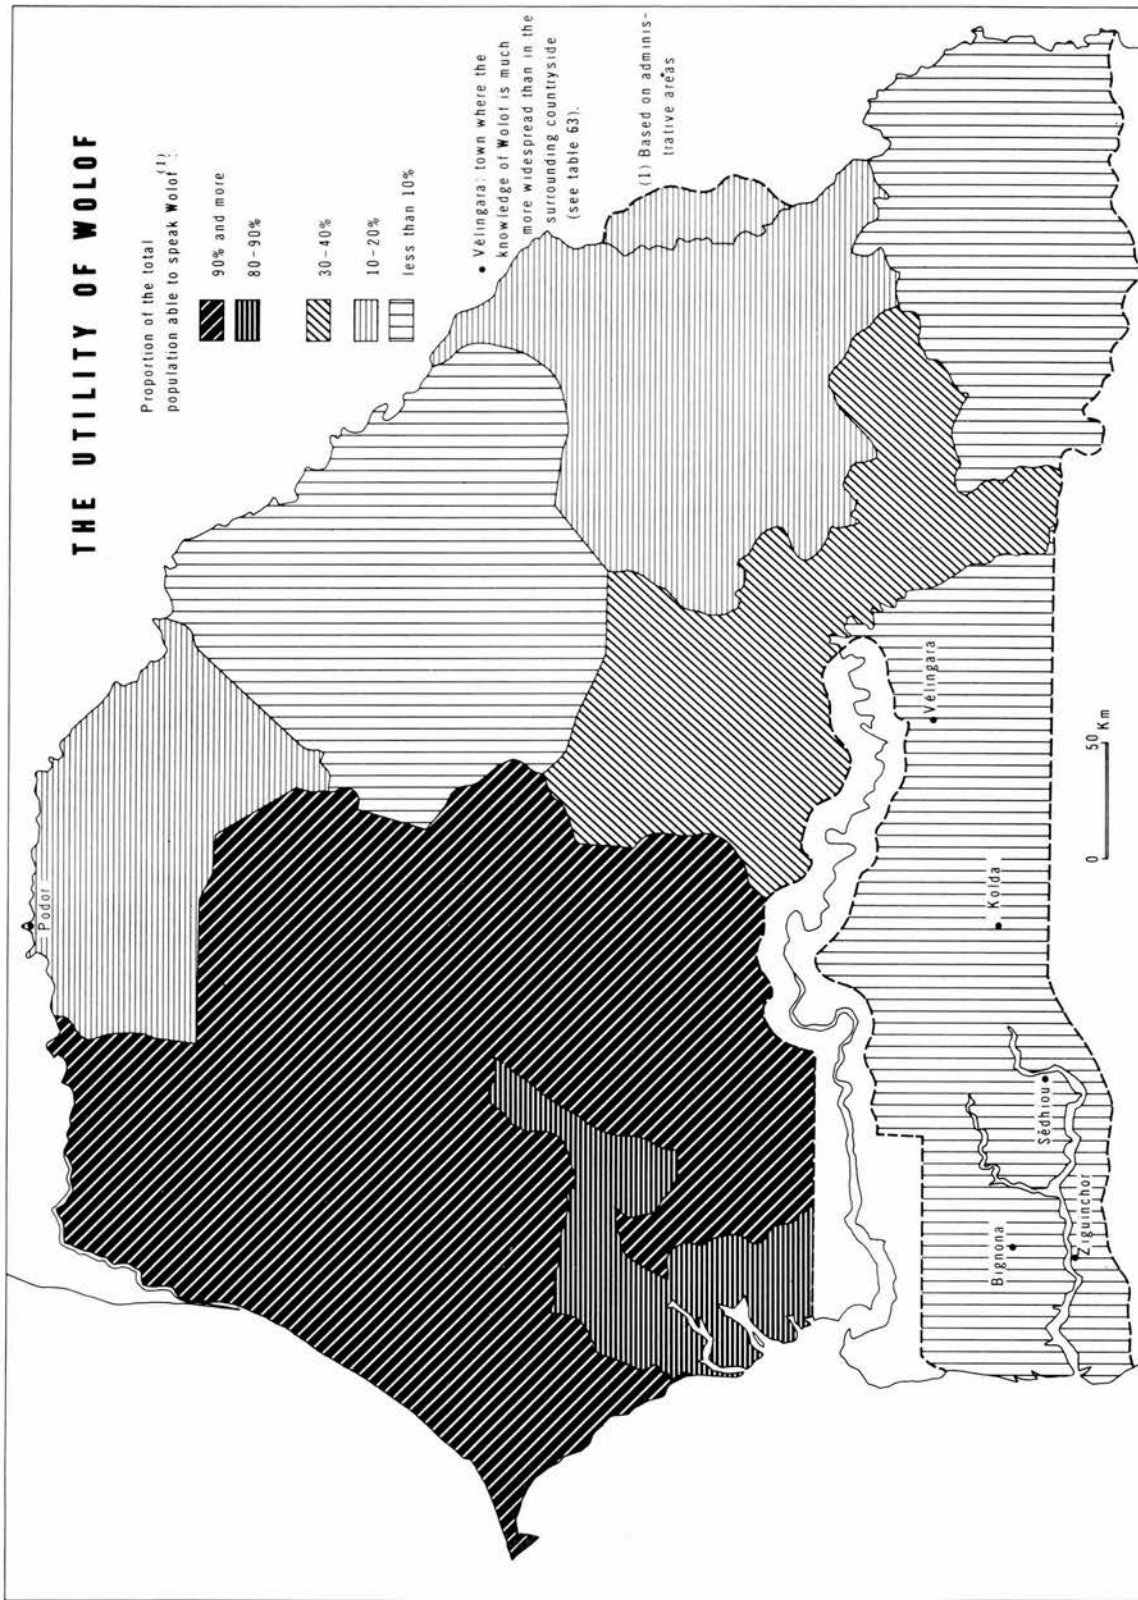 THE UTILITY OF WOLOF
Proportion of the total
population able to speak Wolof (1):
90% and more
80-90%
30-40%
10-20%
less than 10%
• Vélingara: town where the
knowledge of Wolof is much
more widespread than in the
surrounding countryside
(see table 63).
(1) Based on adminis-
trative areas
Podor
Vélingara
Kolda
Sédhiou
Bignona
Ziguinchor
0 50 Km